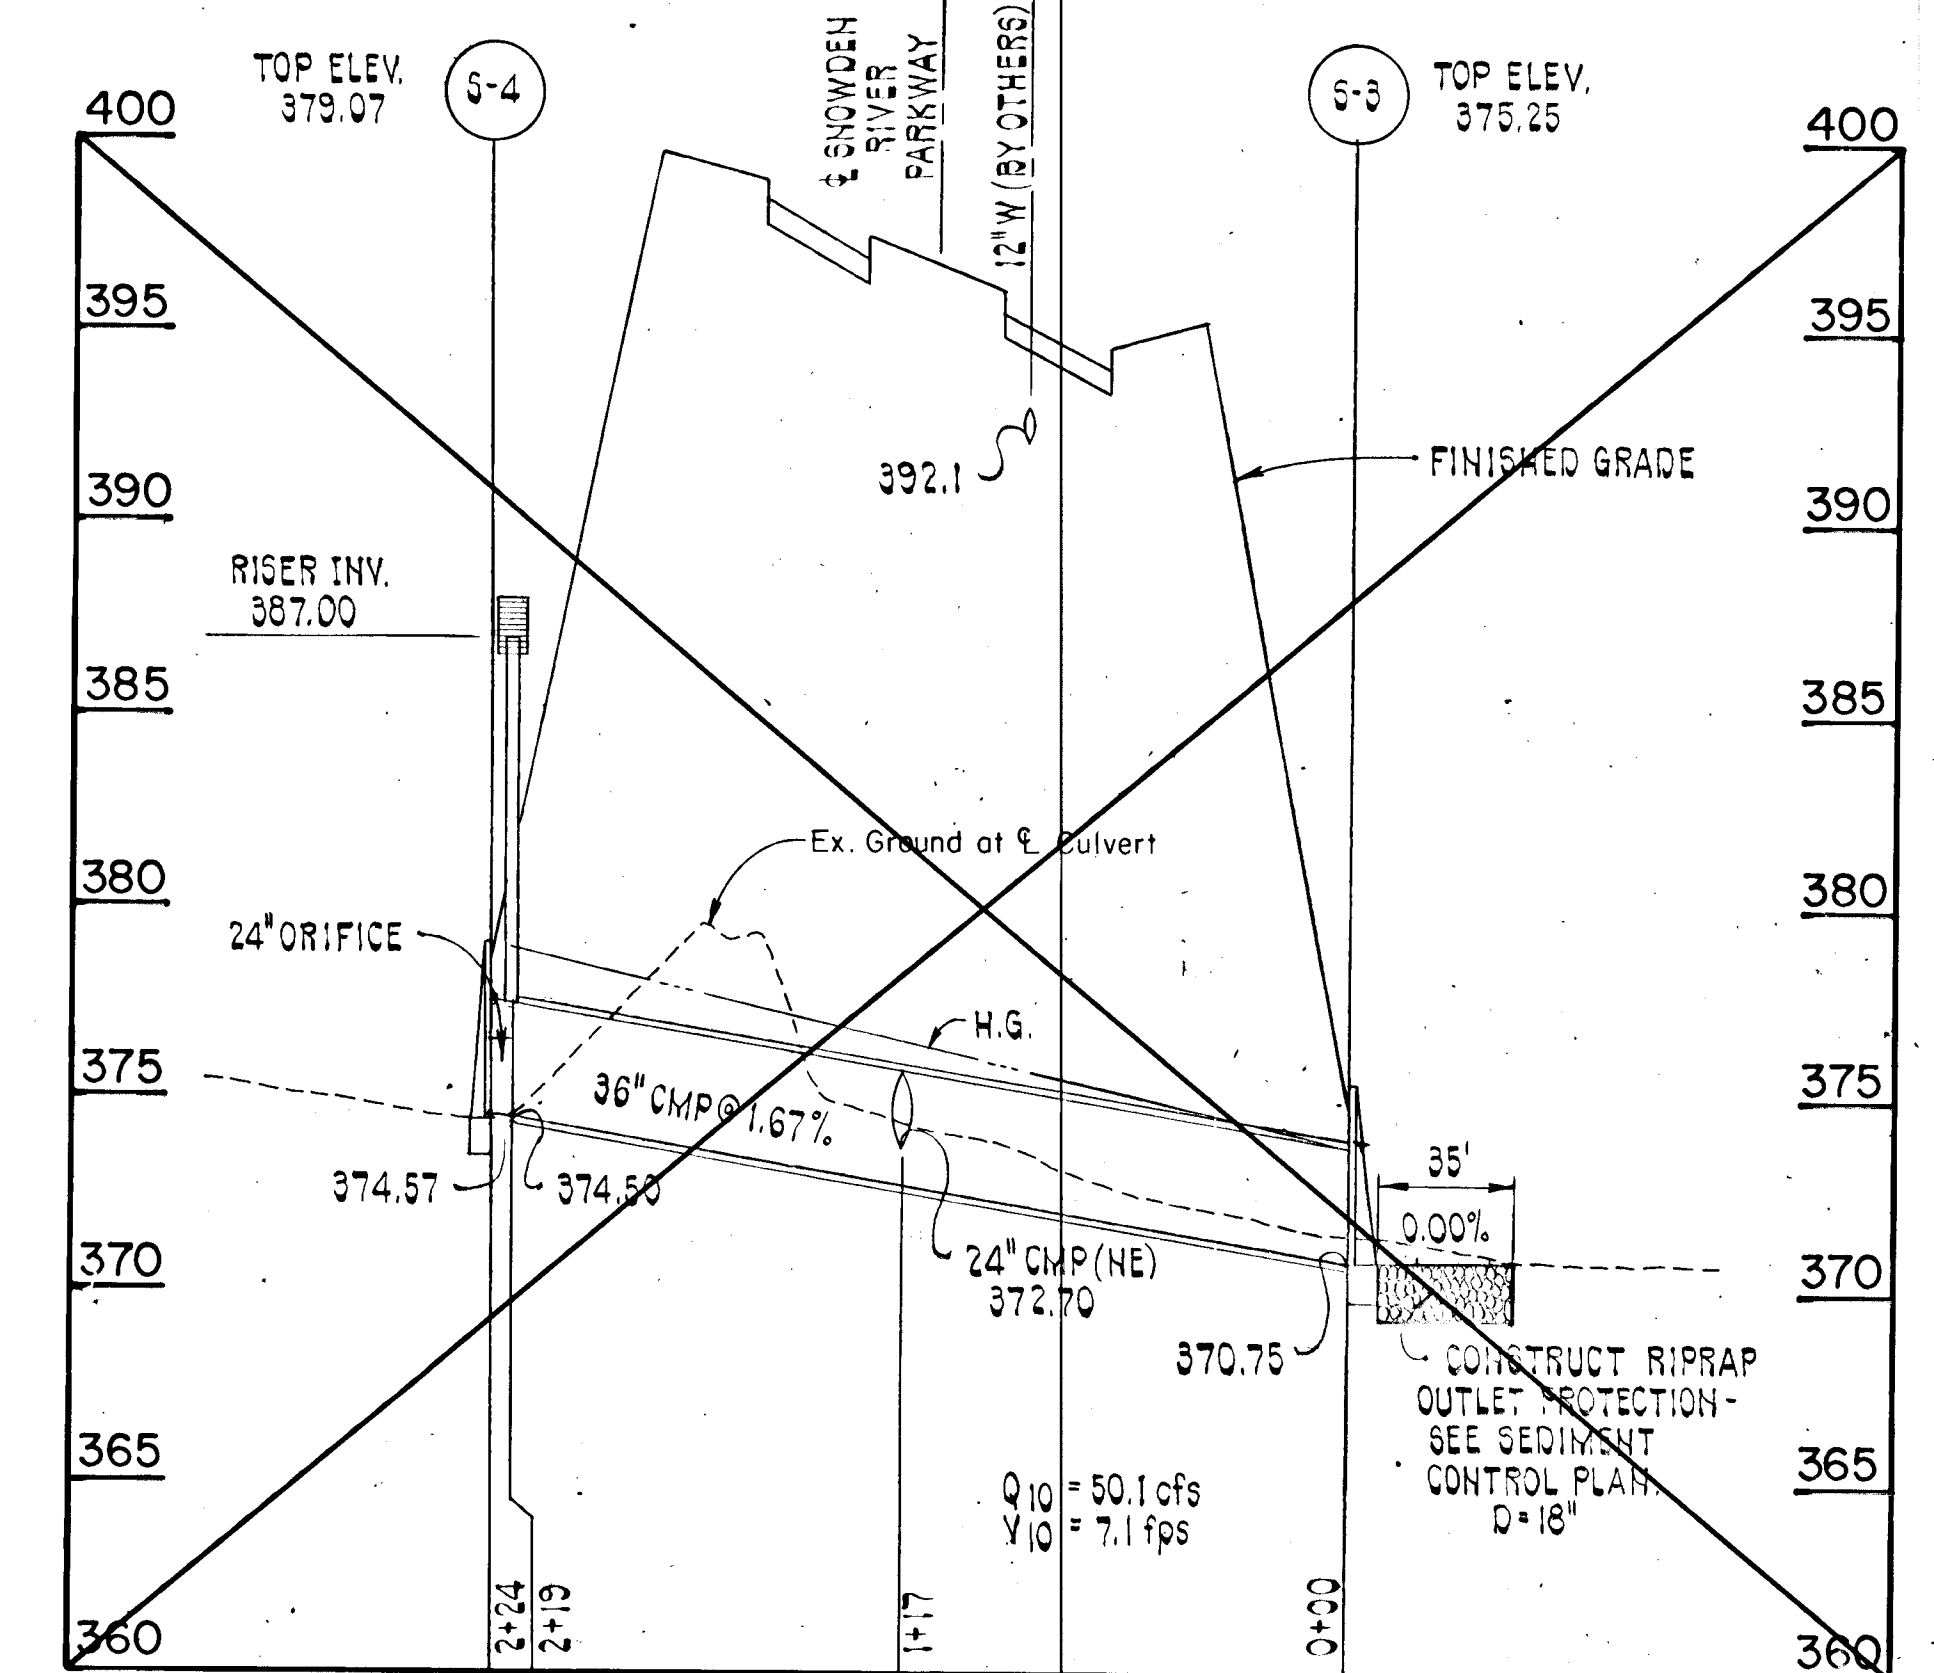 TOP ELEV.
379.07
S-4
℄ SNOWDEN
RIVER
PARKWAY
12" W (BY OTHERS)
S-3
TOP ELEV.
375.25
400
400
395
395
392.1
FINISHED GRADE
390
390
RISER INV.
387.00
385
385
Ex. Ground at ℄ Culvert
380
380
24" ORIFICE
H.G.
375
375
36" CMP @ 1.67%
35'
374.57
374.50
0.00%
24" CMP (NE)
372.70
370
370
370.75
CONSTRUCT RIPRAP
OUTLET PROTECTION -
SEE SEDIMENT
CONTROL PLAN.
D = 18"
365
365
Q10 = 50.1 cfs
V10 = 7.1 fps
2+24
2+19
1+17
0+00
360
360